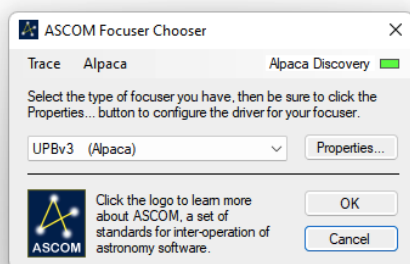 ASCOM Focuser Chooser
Trace Alpaca Alpaca Discovery
Select the type of focuser you have, then be sure to click the
Properties... button to configure the driver for your focuser.
UPBv3 (Alpaca) Properties...
Click the logo to learn more
about ASCOM, a set of
standards for inter-operation of
astronomy software.
ASCOM
OK
Cancel